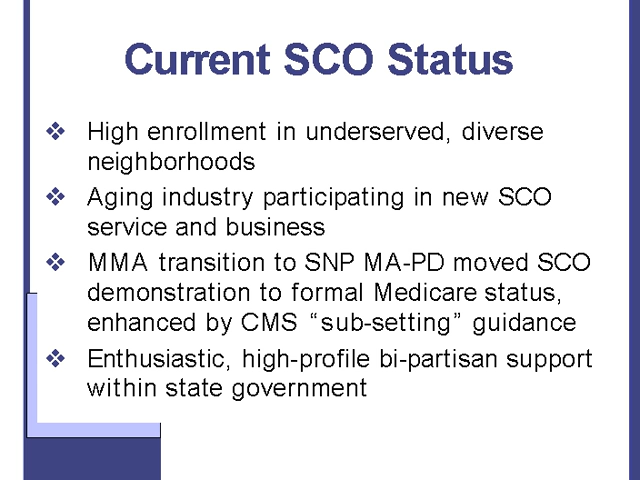 Current SCO Status
❖ High enrollment in underserved, diverse
neighborhoods
❖ Aging industry participating in new SCO
service and business
❖ MMA transition to SNP MA-PD moved SCO
demonstration to formal Medicare status,
enhanced by CMS “sub-setting” guidance
❖ Enthusiastic, high-profile bi-partisan support
within state government